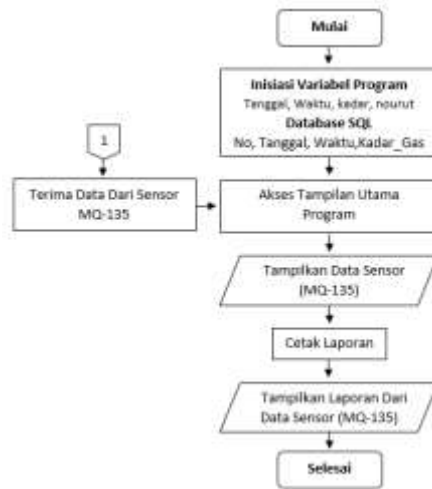 Mulai
Inisiasi Variabel Program
Tanggal, Waktu, kadar, nourut
Database SQL
No, Tanggal, Waktu,Kadar_Gas
1
Terima Data Dari Sensor
MQ-135
Akses Tampilan Utama
Program
Tampilkan Data Sensor
(MQ-135)
Cetak Laporan
Tampilkan Laporan Dari
Data Sensor (MQ-135)
Selesai